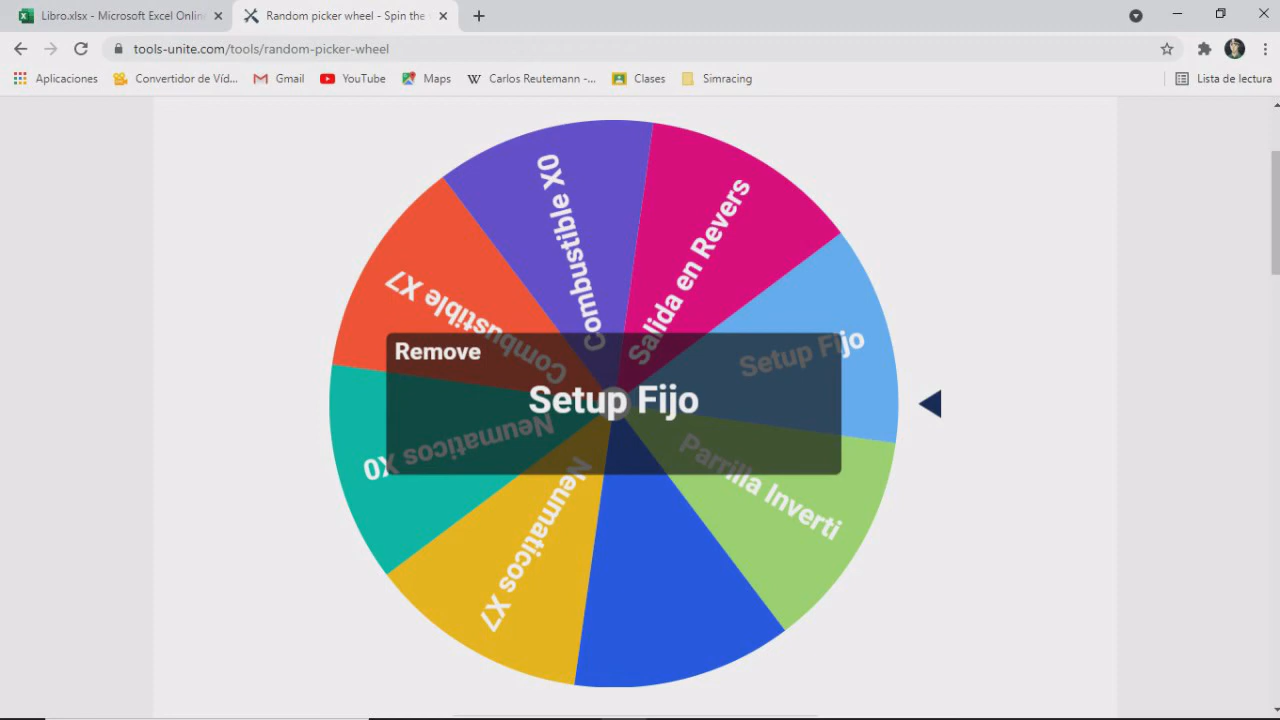 Libro.xlsx - Microsoft Excel Onlin
Random picker wheel - Spin the
tools-unite.com/tools/random-picker-wheel
Aplicaciones
Convertidor de Víd...
Gmail
YouTube
Maps
Carlos Reutemann -...
Clases
Simracing
Lista de lectura
Combustible X0
Salida en Revers
Combustible X7
Setup Fijo
Remove
Setup Fijo
Neumaticos X0
Parrilla Inverti
Neumaticos X7